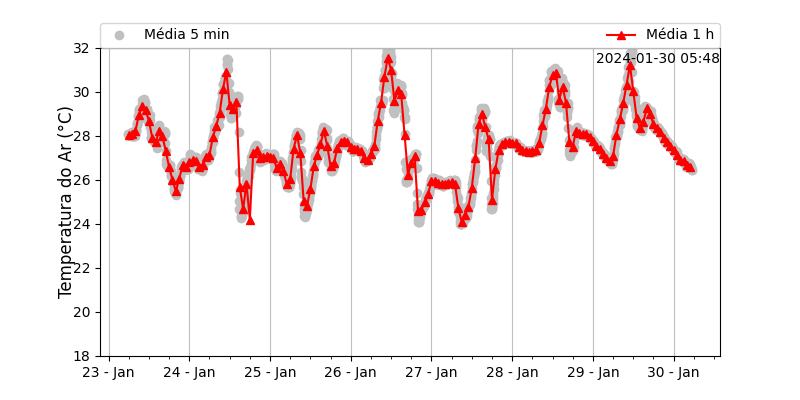 Média 5 min
Média 1 h
2024-01-30 05:48
Temperatura do Ar (°C)
32
30
28
26
24
22
20
18
23 - Jan
24 - Jan
25 - Jan
26 - Jan
27 - Jan
28 - Jan
29 - Jan
30 - Jan